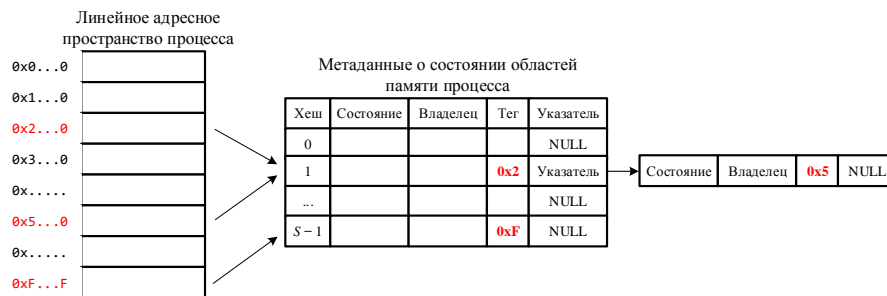 Линейное адресное
пространство процесса
0x0...0
0x1...0
0x2...0
0x3...0
0x.....
0x5...0
0x.....
0xF...F
Метаданные о состоянии областей
памяти процесса
Хеш Состояние Владелец Тег Указатель
0 NULL
1 0x2 Указатель
... NULL
S − 1 0xF NULL
Состояние Владелец 0x5 NULL